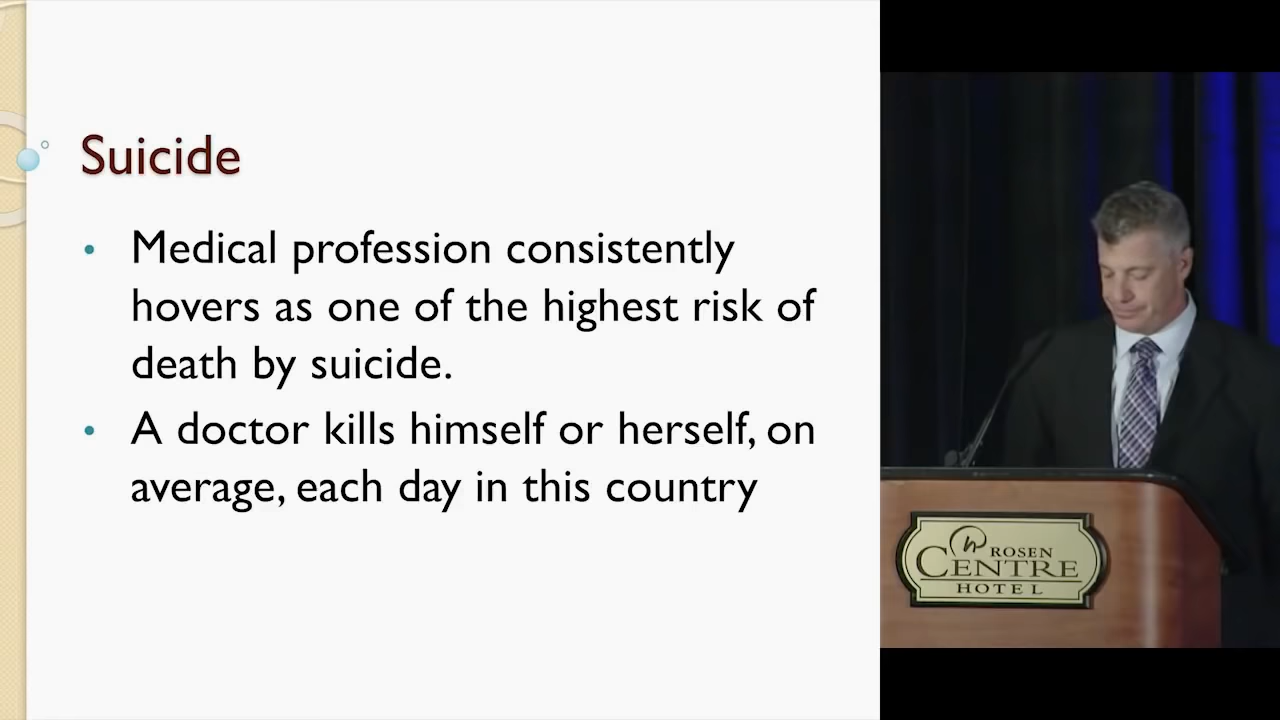 Suicide
• Medical profession consistently
hovers as one of the highest risk of
death by suicide.
• A doctor kills himself or herself, on
average, each day in this country
ROSEN
CENTRE
HOTEL